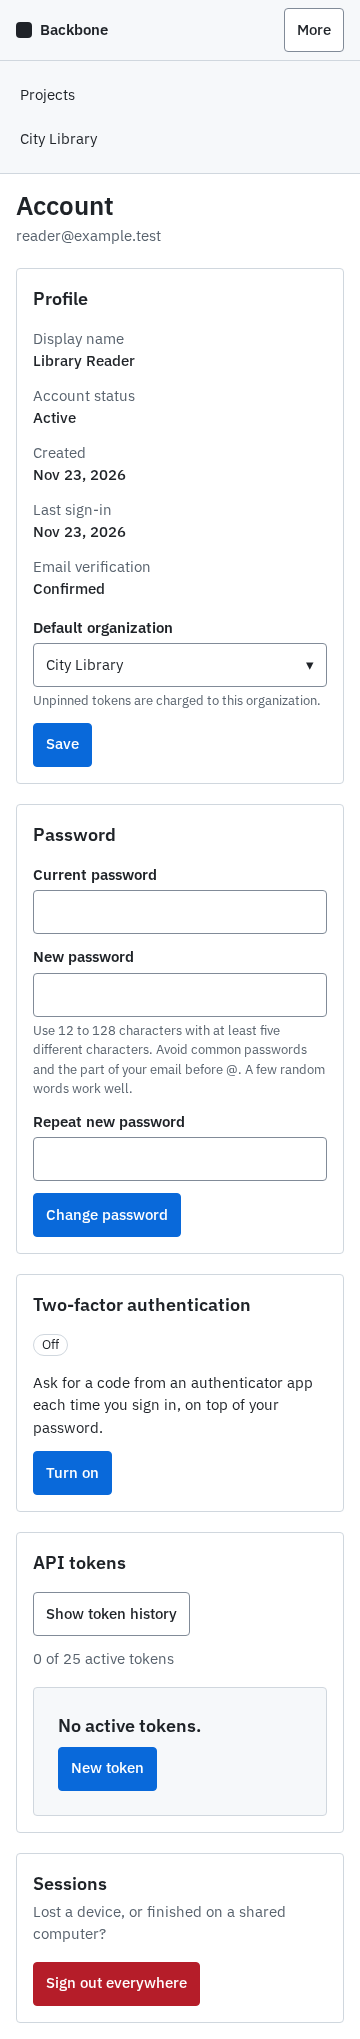 Backbone
More
Projects
City Library
Account
reader@example.test
Profile
Display name
Library Reader
Account status
Active
Created
Nov 23, 2026
Last sign-in
Nov 23, 2026
Email verification
Confirmed
Default organization
City Library
Unpinned tokens are charged to this organization.
Save
Password
Current password
New password
Use 12 to 128 characters with at least five
different characters. Avoid common passwords
and the part of your email before @. A few random
words work well.
Repeat new password
Change password
Two-factor authentication
Off
Ask for a code from an authenticator app
each time you sign in, on top of your
password.
Turn on
API tokens
Show token history
0 of 25 active tokens
No active tokens.
New token
Sessions
Lost a device, or finished on a shared
computer?
Sign out everywhere